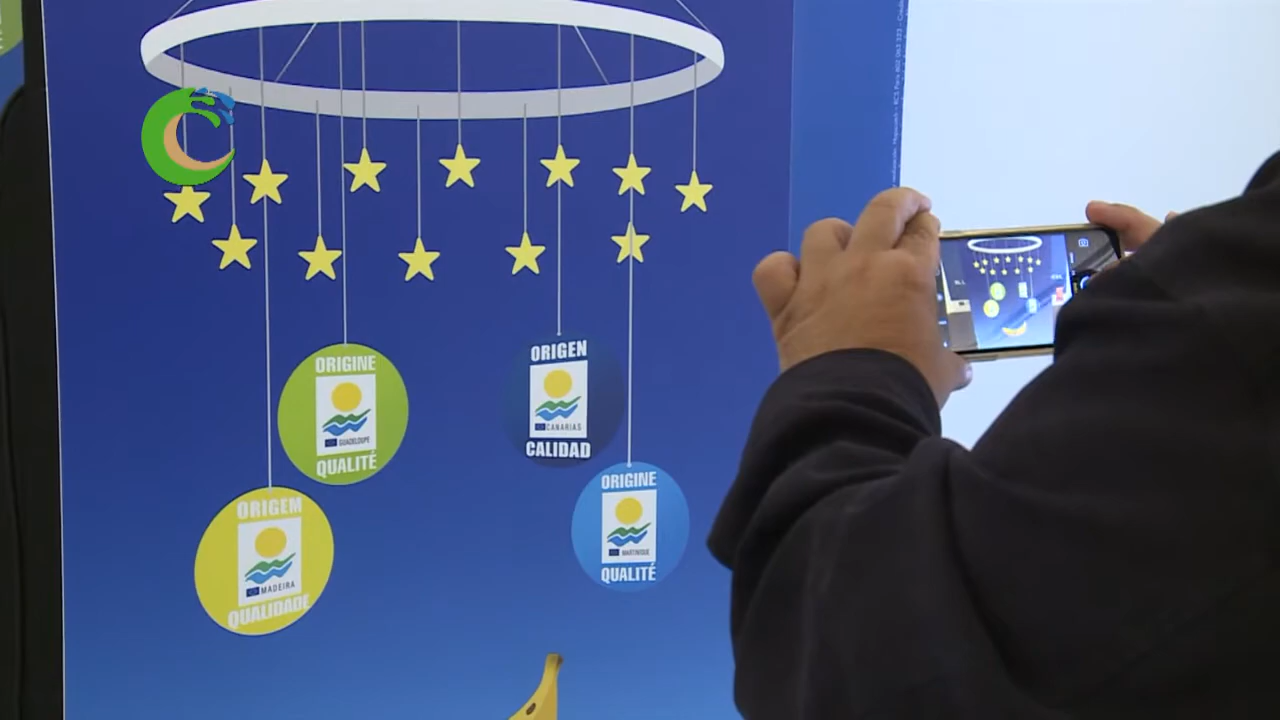 ORIGINE
GUADELOUPE
QUALITÉ
ORIGEN
CANARIAS
CALIDAD
ORIGEM
MADEIRA
QUALIDADE
ORIGINE
MARTINIQUE
QUALITÉ